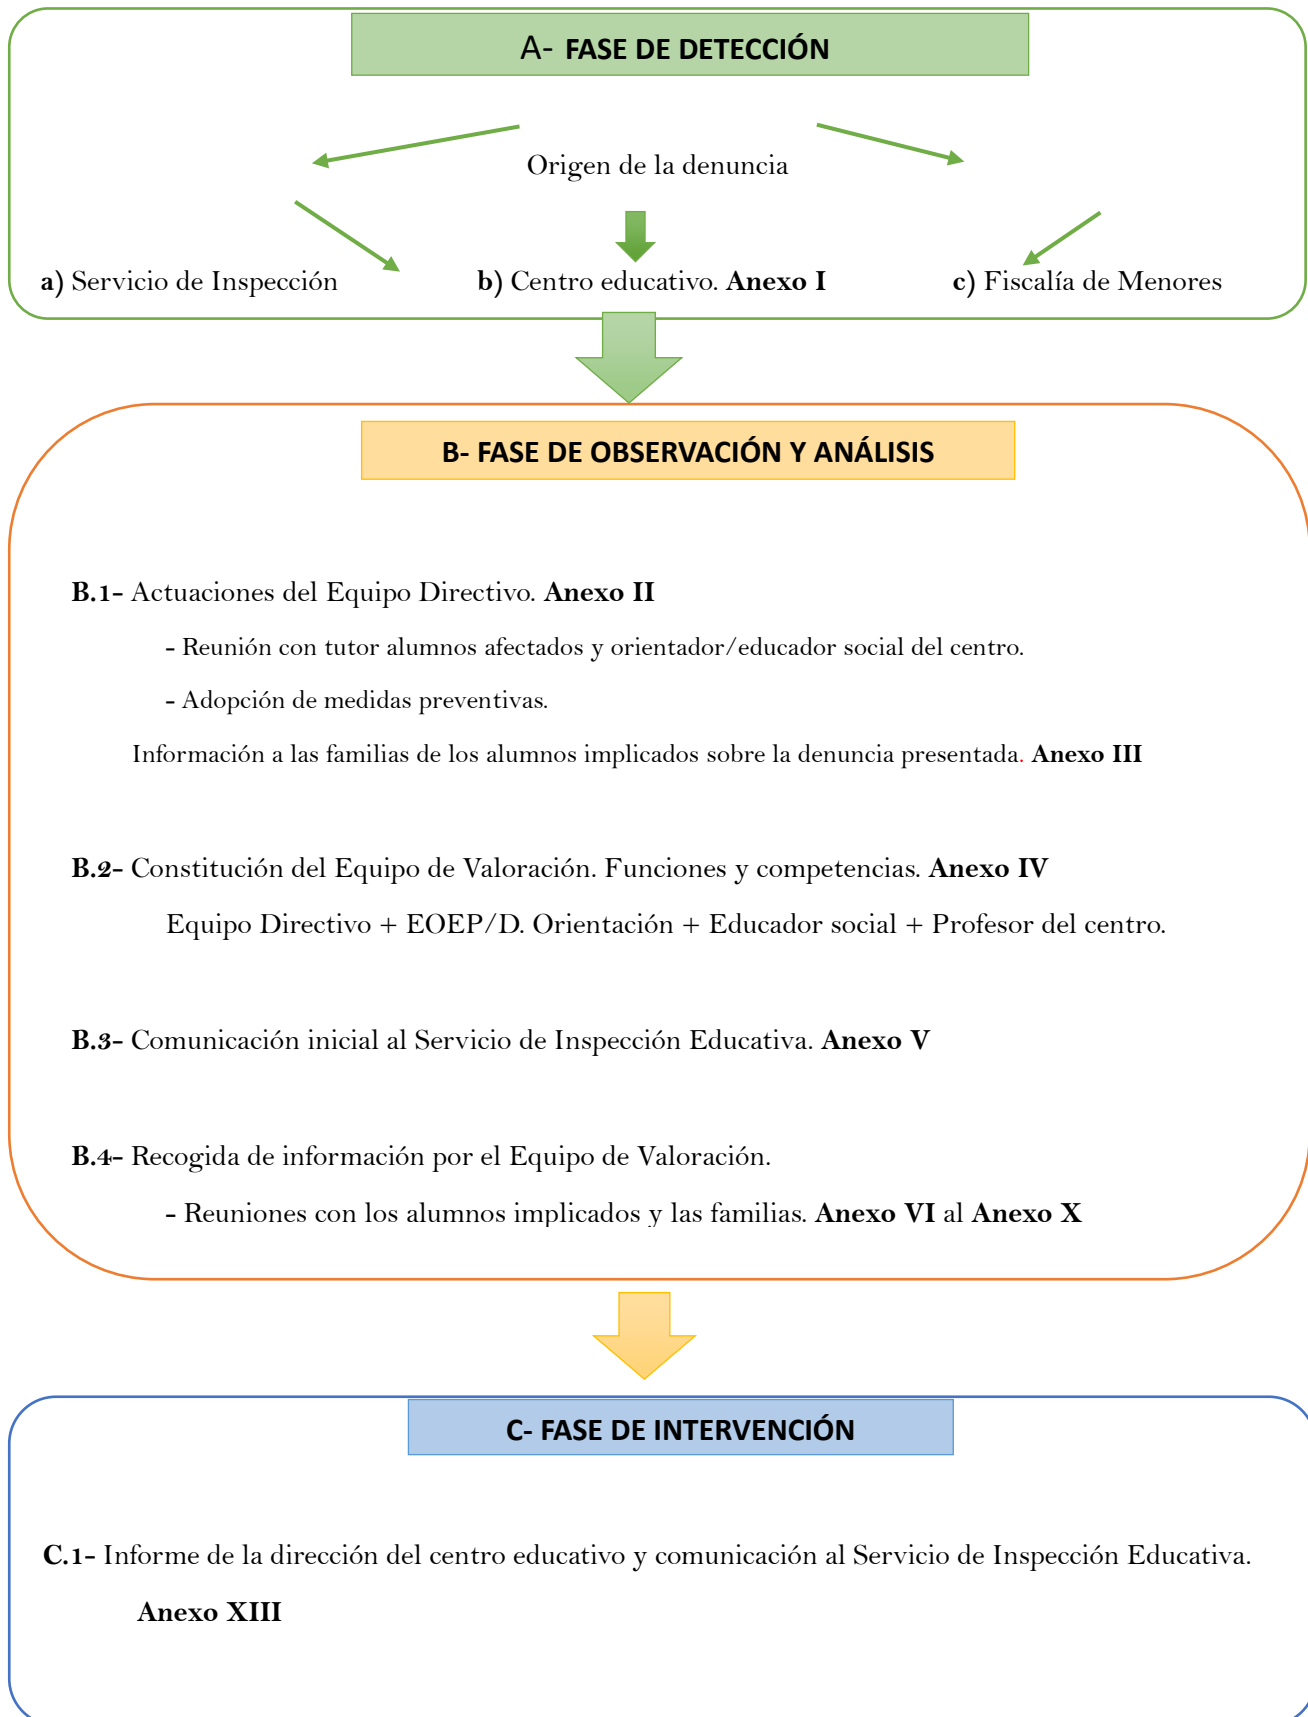 A- FASE DE DETECCIÓN
Origen de la denuncia
a) Servicio de Inspección
b) Centro educativo. Anexo I
c) Fiscalía de Menores
B- FASE DE OBSERVACIÓN Y ANÁLISIS
B.1- Actuaciones del Equipo Directivo. Anexo II
- Reunión con tutor alumnos afectados y orientador/educador social del centro.
- Adopción de medidas preventivas.
Información a las familias de los alumnos implicados sobre la denuncia presentada. Anexo III
B.2- Constitución del Equipo de Valoración. Funciones y competencias. Anexo IV
Equipo Directivo + EOEP/D. Orientación + Educador social + Profesor del centro.
B.3- Comunicación inicial al Servicio de Inspección Educativa. Anexo V
B.4- Recogida de información por el Equipo de Valoración.
- Reuniones con los alumnos implicados y las familias. Anexo VI al Anexo X
C- FASE DE INTERVENCIÓN
C.1- Informe de la dirección del centro educativo y comunicación al Servicio de Inspección Educativa.
Anexo XIII